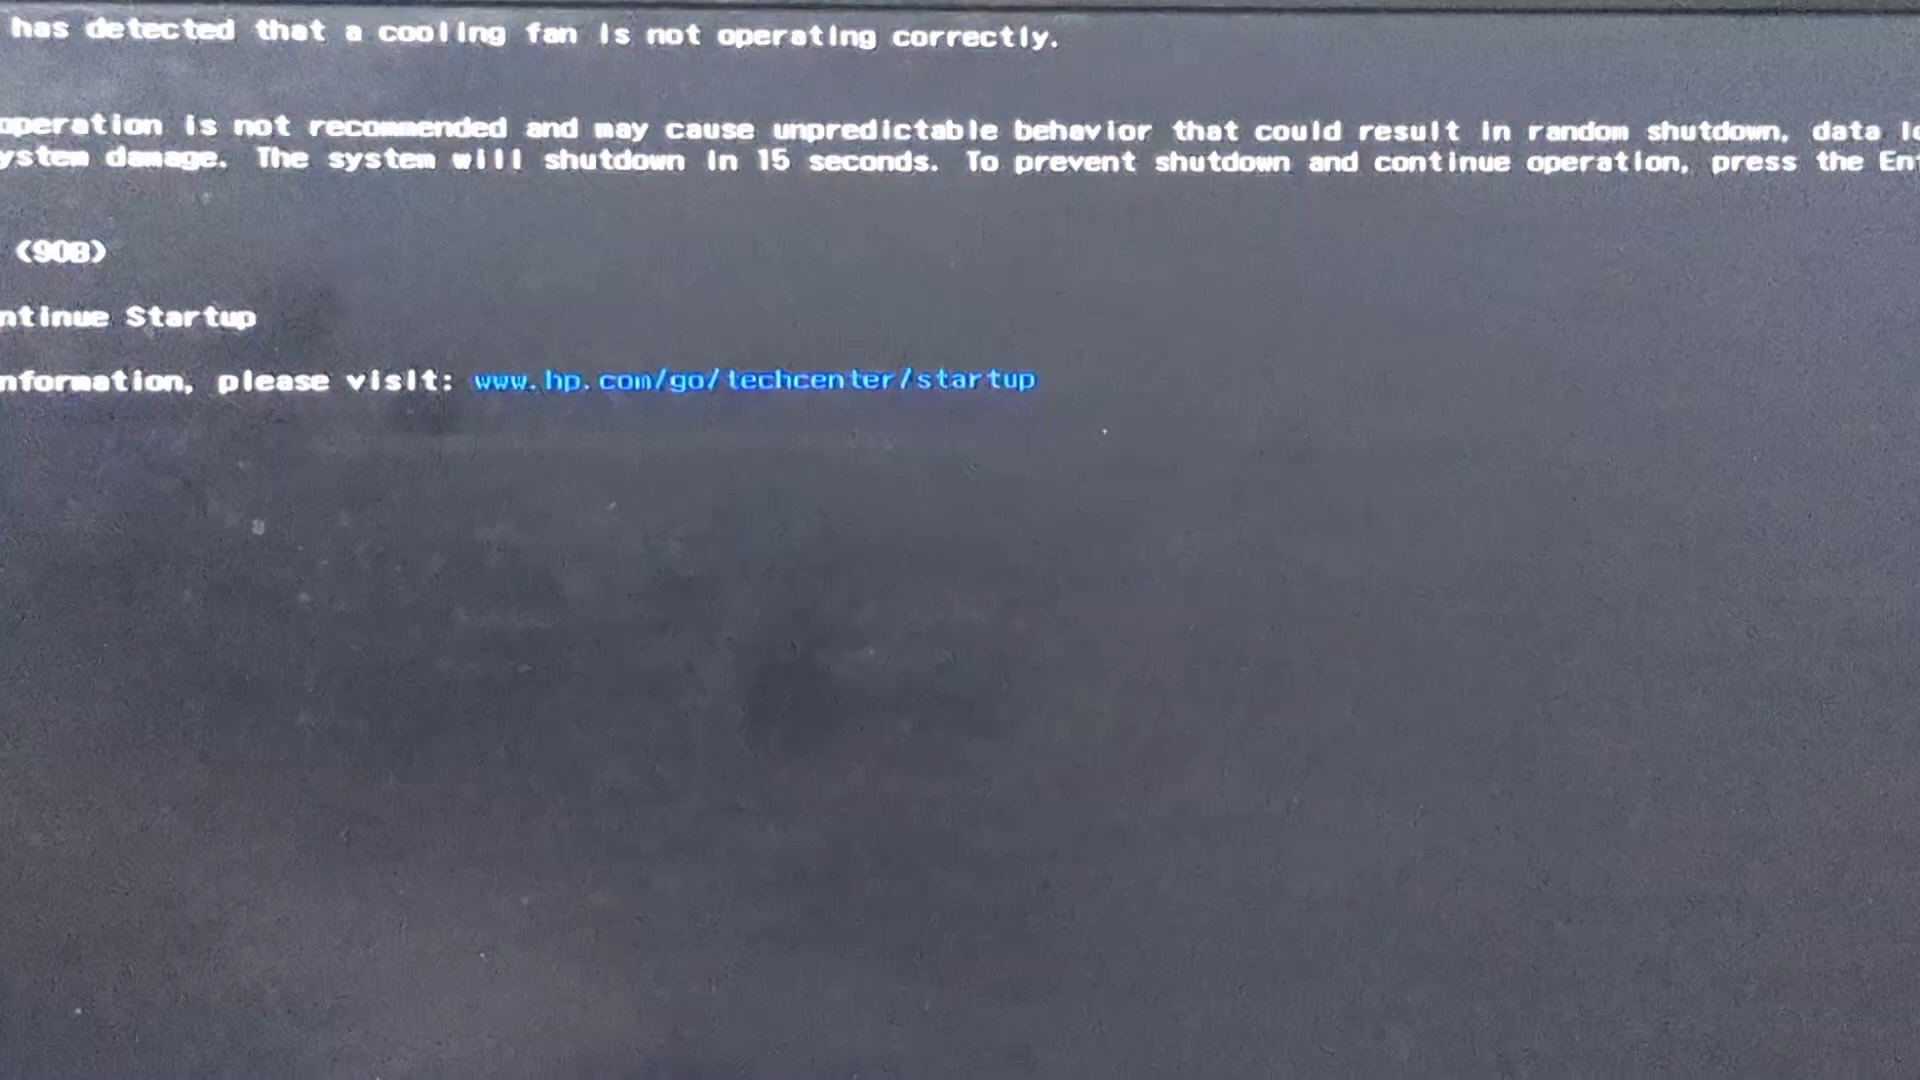 has detected that a cooling fan is not operating correctly.
operation is not recommended and may cause unpredictable behavior that could result in random shutdown, data lo
ystem damage. The system will shutdown in 15 seconds. To prevent shutdown and continue operation, press the Ent
(90B)
ntinue Startup
nformation, please visit: www.hp.com/go/techcenter/startup